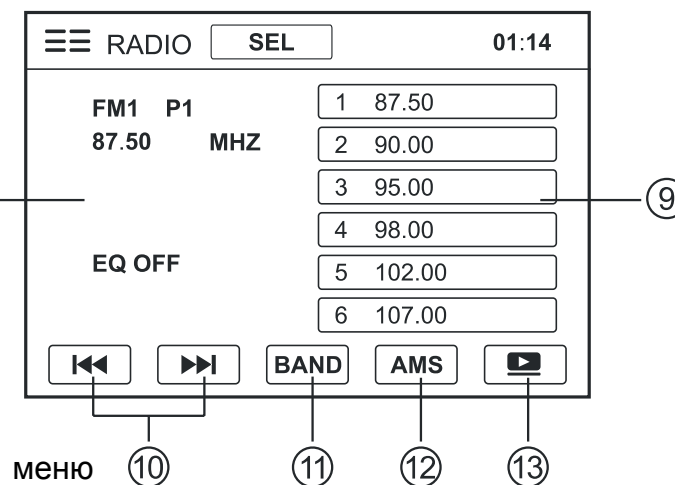 RADIO SEL 01:14
FM1 P1
87.50 MHZ
EQ OFF
1 87.50
2 90.00
3 95.00
4 98.00
5 102.00
6 107.00
BAND AMS
9
меню 10 11 12 13